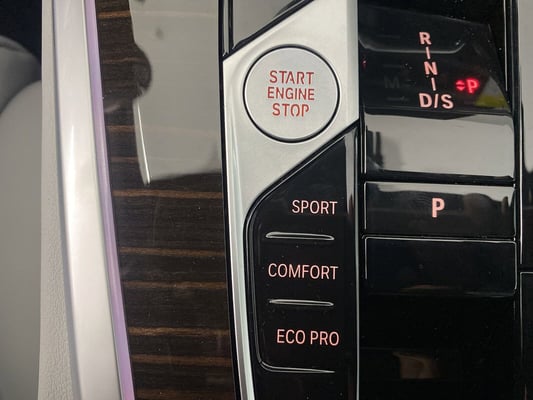 START
ENGINE
STOP
SPORT
COMFORT
ECO PRO
R
N
D/S
P
P